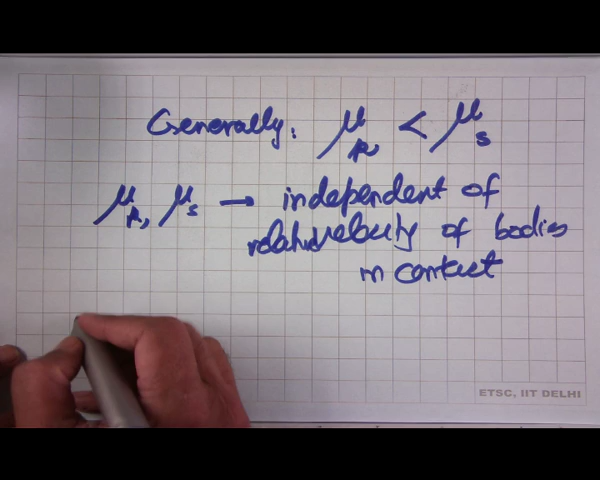 Generally: μk < μs
μk, μs → independent of
relative velocity of bodies
in contact
ETSC, IIT DELHI